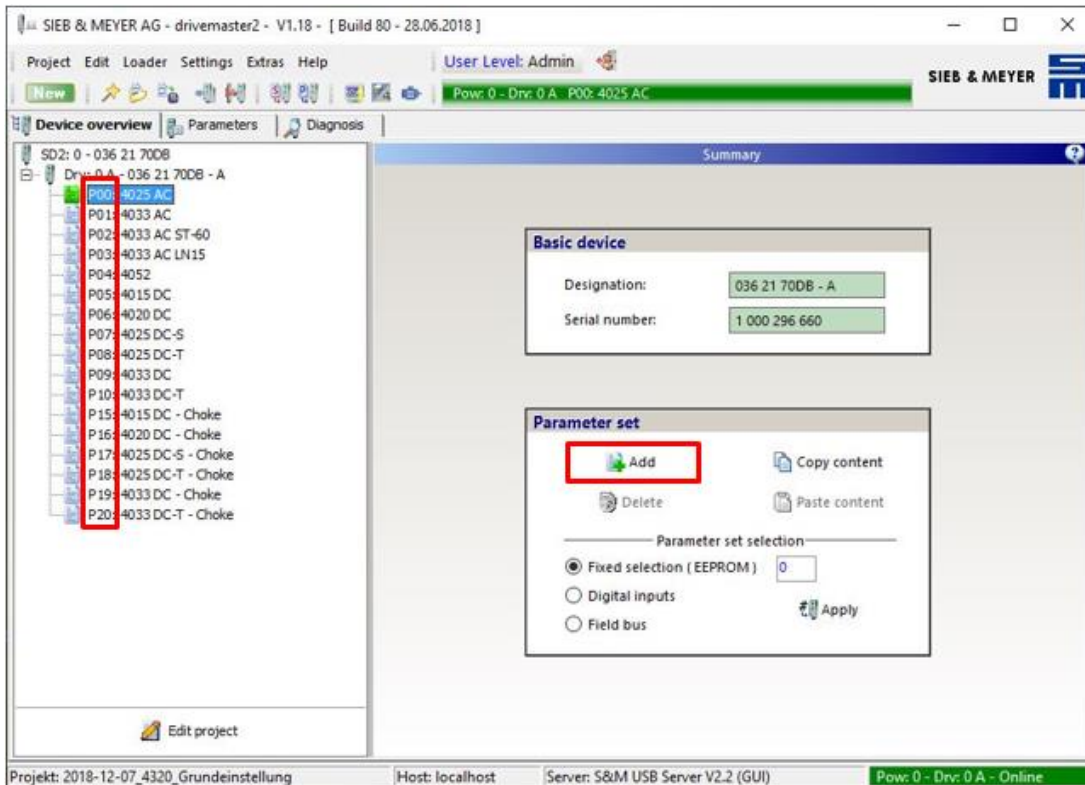 SIEB & MEYER AG - drivemaster2 - V1.18 - [ Build 80 - 28.06.2018 ]
Project Edit Loader Settings Extras Help
User Level: Admin
SIEB & MEYER
New
Pow: 0 - Drv: 0 A P00: 4025 AC
Device overview Parameters Diagnosis
SD2: 0 - 036 21 70DB
Drv: 0 A - 036 21 70DB - A
P00: 4025 AC
P01: 4033 AC
P02: 4033 AC ST-60
P03: 4033 AC LN15
P04: 4052
P05: 4015 DC
P06: 4020 DC
P07: 4025 DC-S
P08: 4025 DC-T
P09: 4033 DC
P10: 4033 DC-T
P15: 4015 DC - Choke
P16: 4020 DC - Choke
P17: 4025 DC-S - Choke
P18: 4025 DC-T - Choke
P19: 4033 DC - Choke
P20: 4033 DC-T - Choke
Edit project
Summary
Basic device
Designation: 036 21 70DB - A
Serial number: 1 000 296 660
Parameter set
Add Copy content
Delete Paste content
Parameter set selection
Fixed selection ( EEPROM ) 0
Digital inputs
Apply
Field bus
Projekt: 2018-12-07_4320_Grundeinstellung Host: localhost Server: S&M USB Server V2.2 (GUI) Pow: 0 - Drv: 0 A - Online